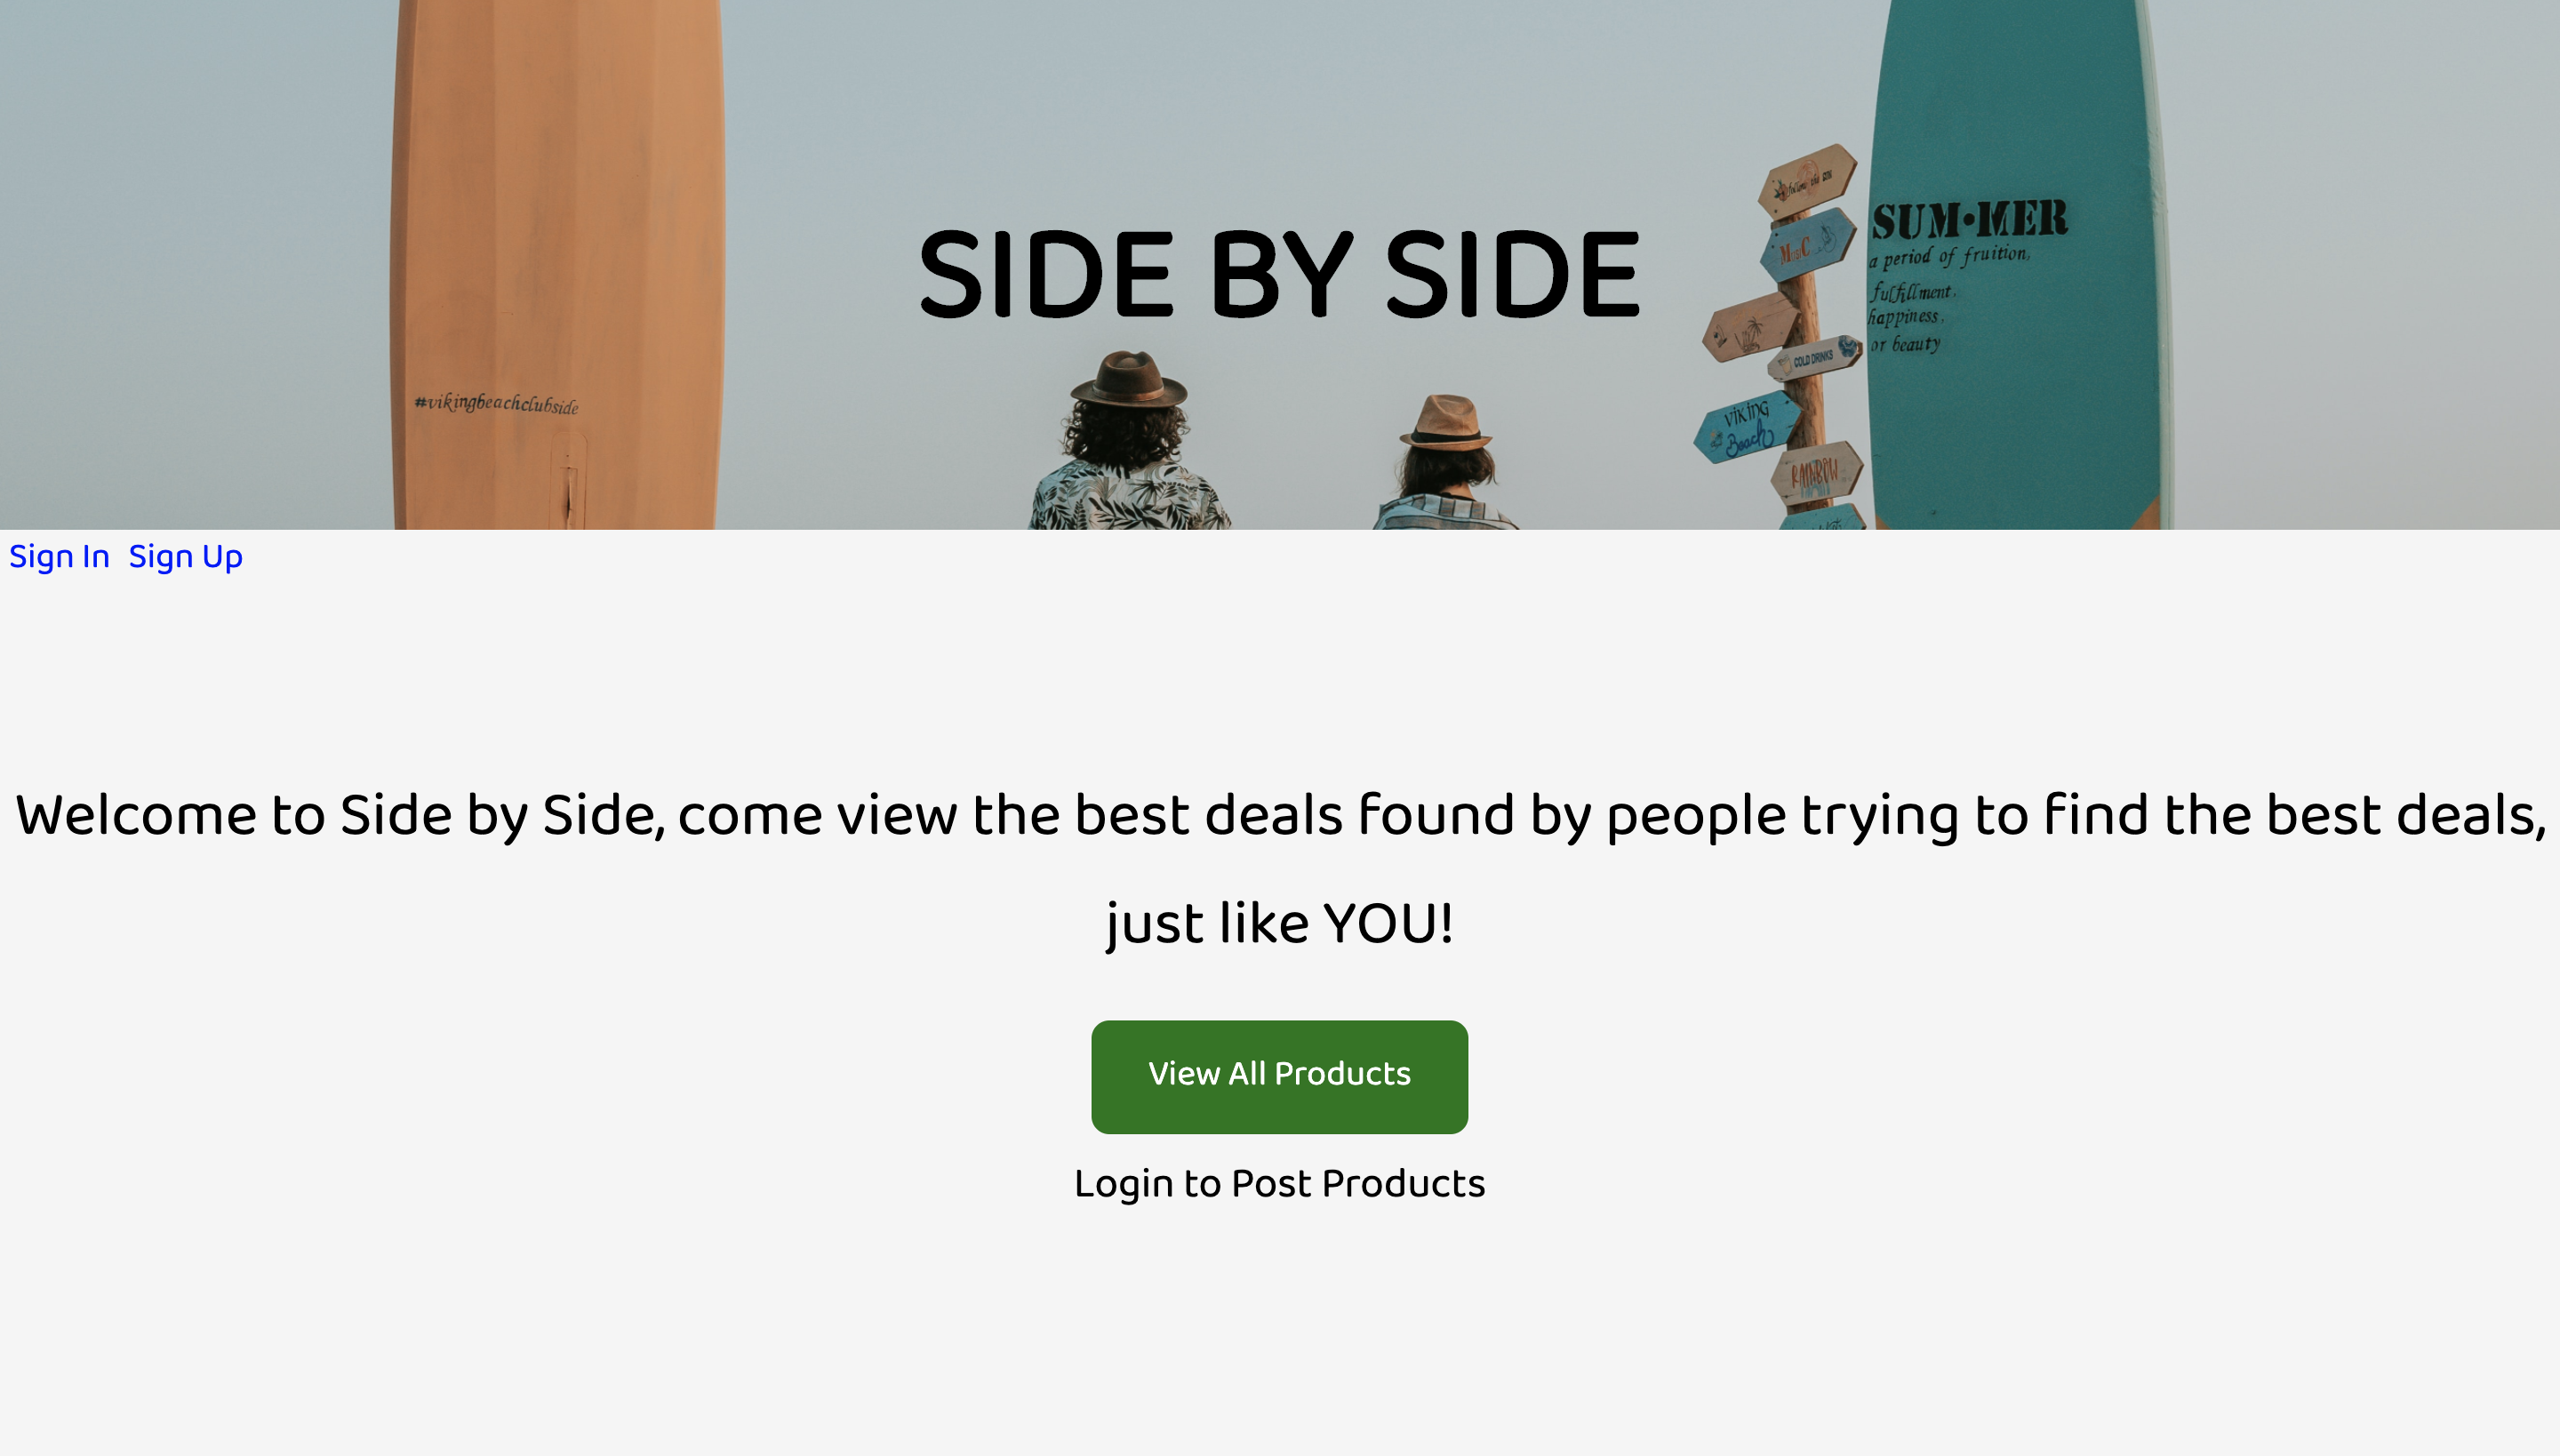 SIDE BY SIDE
SUM•MER
a period of fruition,
fulfillment,
happiness,
or beauty
COLD DRINKS
#vikingbeachclubside
VIKING
Beach
RAINBOW
Sign In Sign Up
Welcome to Side by Side, come view the best deals found by people trying to find the best deals,
just like YOU!
View All Products
Login to Post Products